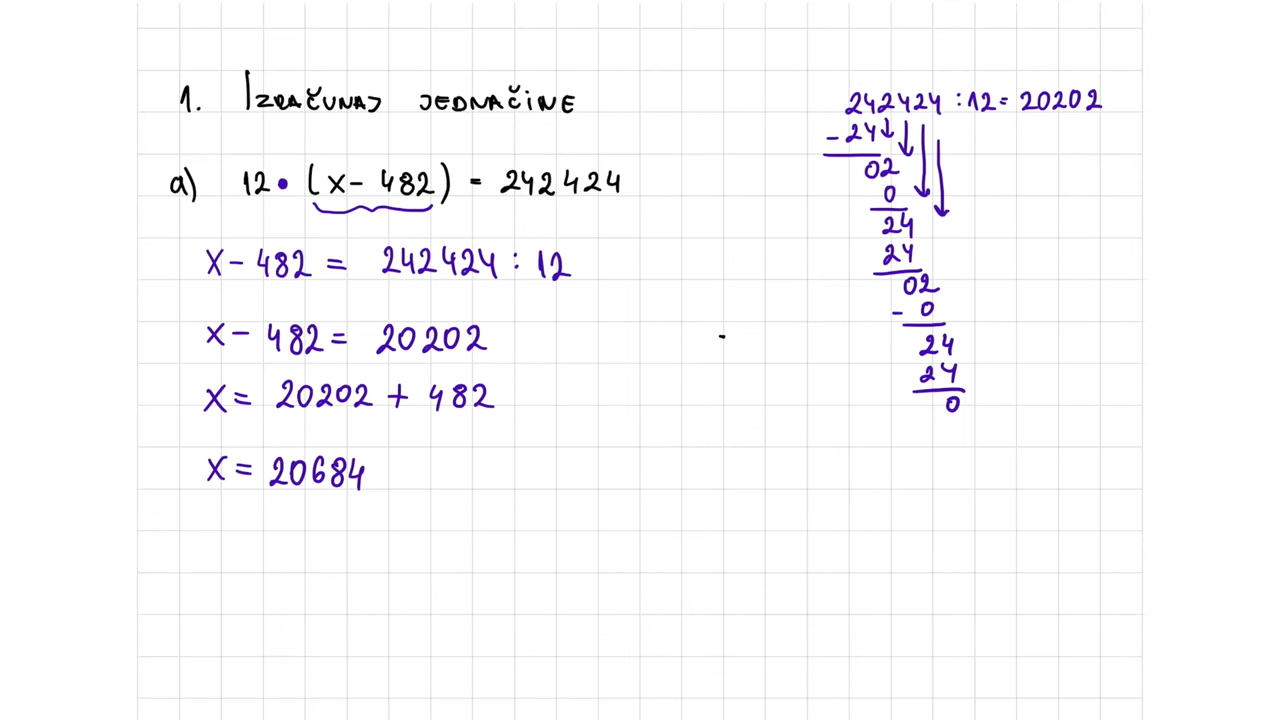 1. Izračunaj jednačine
a) 12 • (x - 482) = 242424
x - 482 = 242424 : 12
x - 482 = 20202
x = 20202 + 482
x = 20684
242424 : 12 = 20202
- 24
02
0
24
24
02
- 0
24
24
0